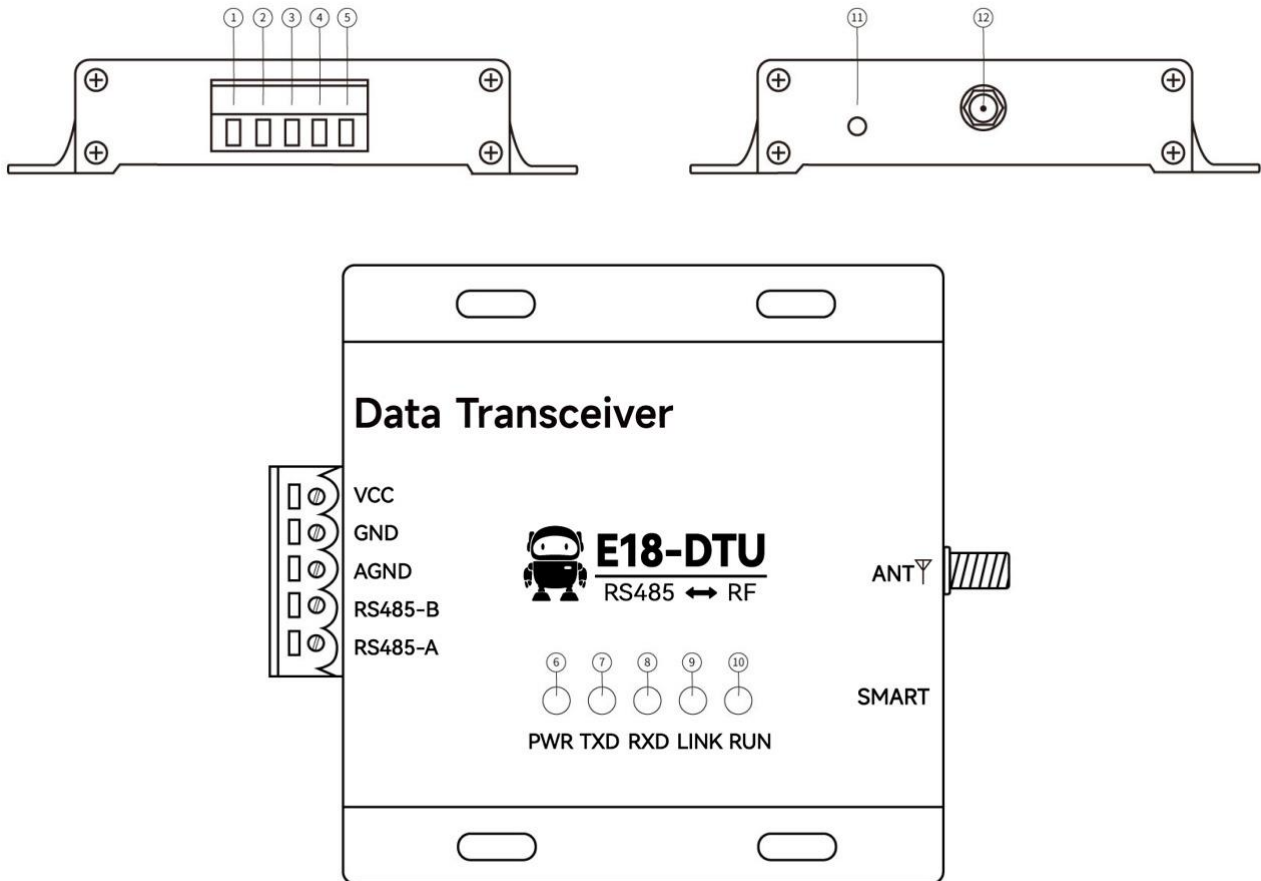 ① ② ③ ④ ⑤
⑪ ⑫
Data Transceiver
VCC
GND
AGND
RS485-B
RS485-A
E18-DTU
RS485 ↔ RF
ANT
SMART
⑥ ⑦ ⑧ ⑨ ⑩
PWR TXD RXD LINK RUN